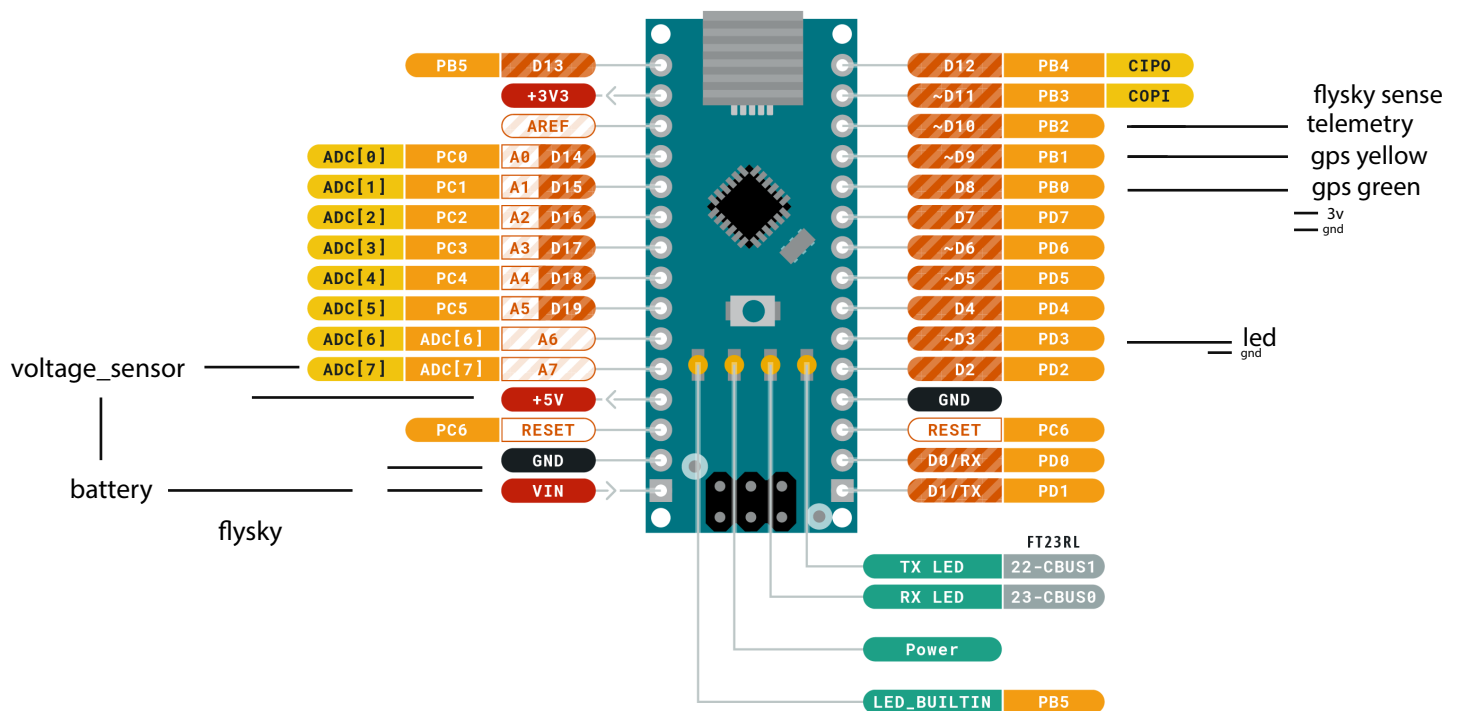 PB5 D13 D12 PB4 CIPO
+3V3 ~D11 PB3 COPI flysky sense
AREF ~D10 PB2 telemetry
ADC[0] PC0 A0 D14 ~D9 PB1 gps yellow
ADC[1] PC1 A1 D15 D8 PB0 gps green
ADC[2] PC2 A2 D16 D7 PD7 3v
gnd
ADC[3] PC3 A3 D17 ~D6 PD6
ADC[4] PC4 A4 D18 ~D5 PD5
ADC[5] PC5 A5 D19 D4 PD4
ADC[6] ADC[6] A6 ~D3 PD3 led
gnd
voltage_sensor ADC[7] ADC[7] A7 D2 PD2
+5V GND
PC6 RESET RESET PC6
GND D0/RX PD0
battery VIN D1/TX PD1
flysky
FT23RL
TX LED 22-CBUS1
RX LED 23-CBUS0
Power
LED_BUILTIN PB5